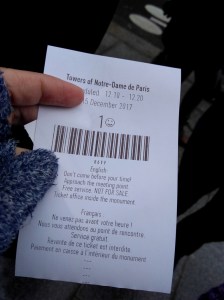 Towers of Notre-Dame de Paris
12:10 - 12:20
December 2017
1
English
Don't come before your time!
Approach the meeting point
Free service: NOT FOR SALE
Ticket office inside the monument
Français
Ne venez pas avant votre heure !
Nous vous attendons au point de rencontre.
Service gratuit
Revente de ce ticket est interdite
Paiement en caisse à l'intérieur du monument